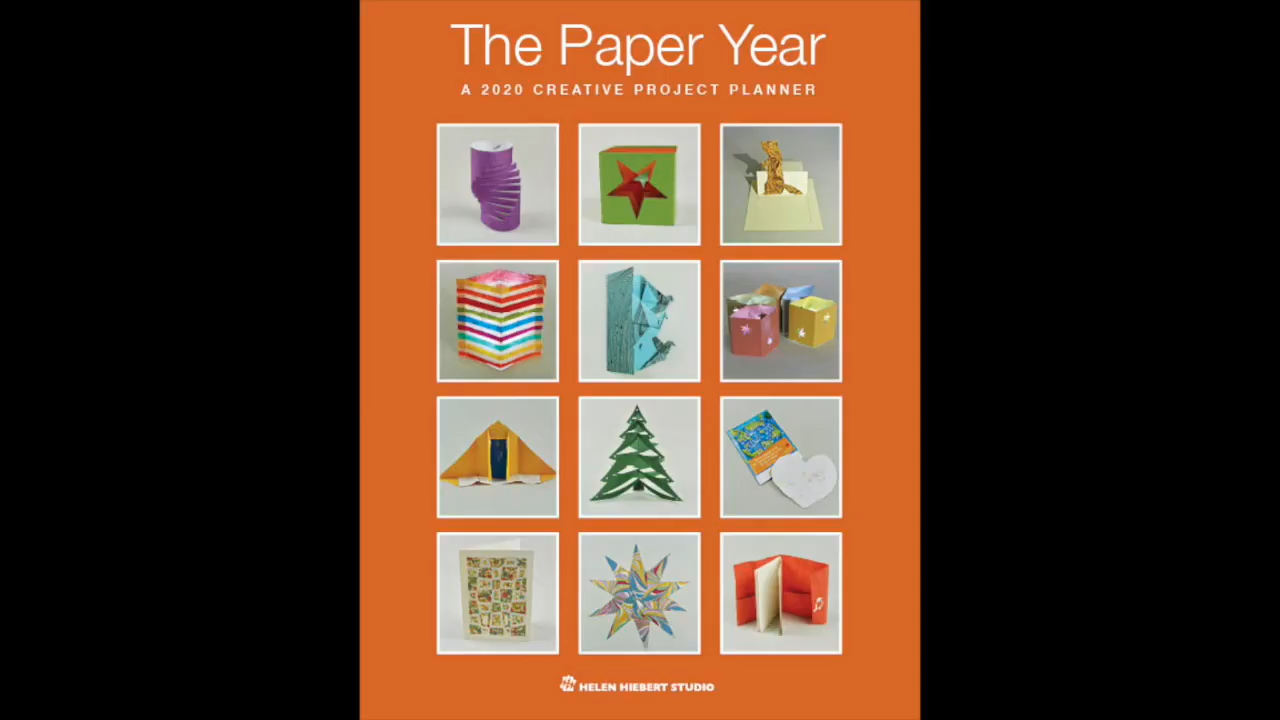 The Paper Year
A 2020 CREATIVE PROJECT PLANNER
HELEN HIEBERT STUDIO